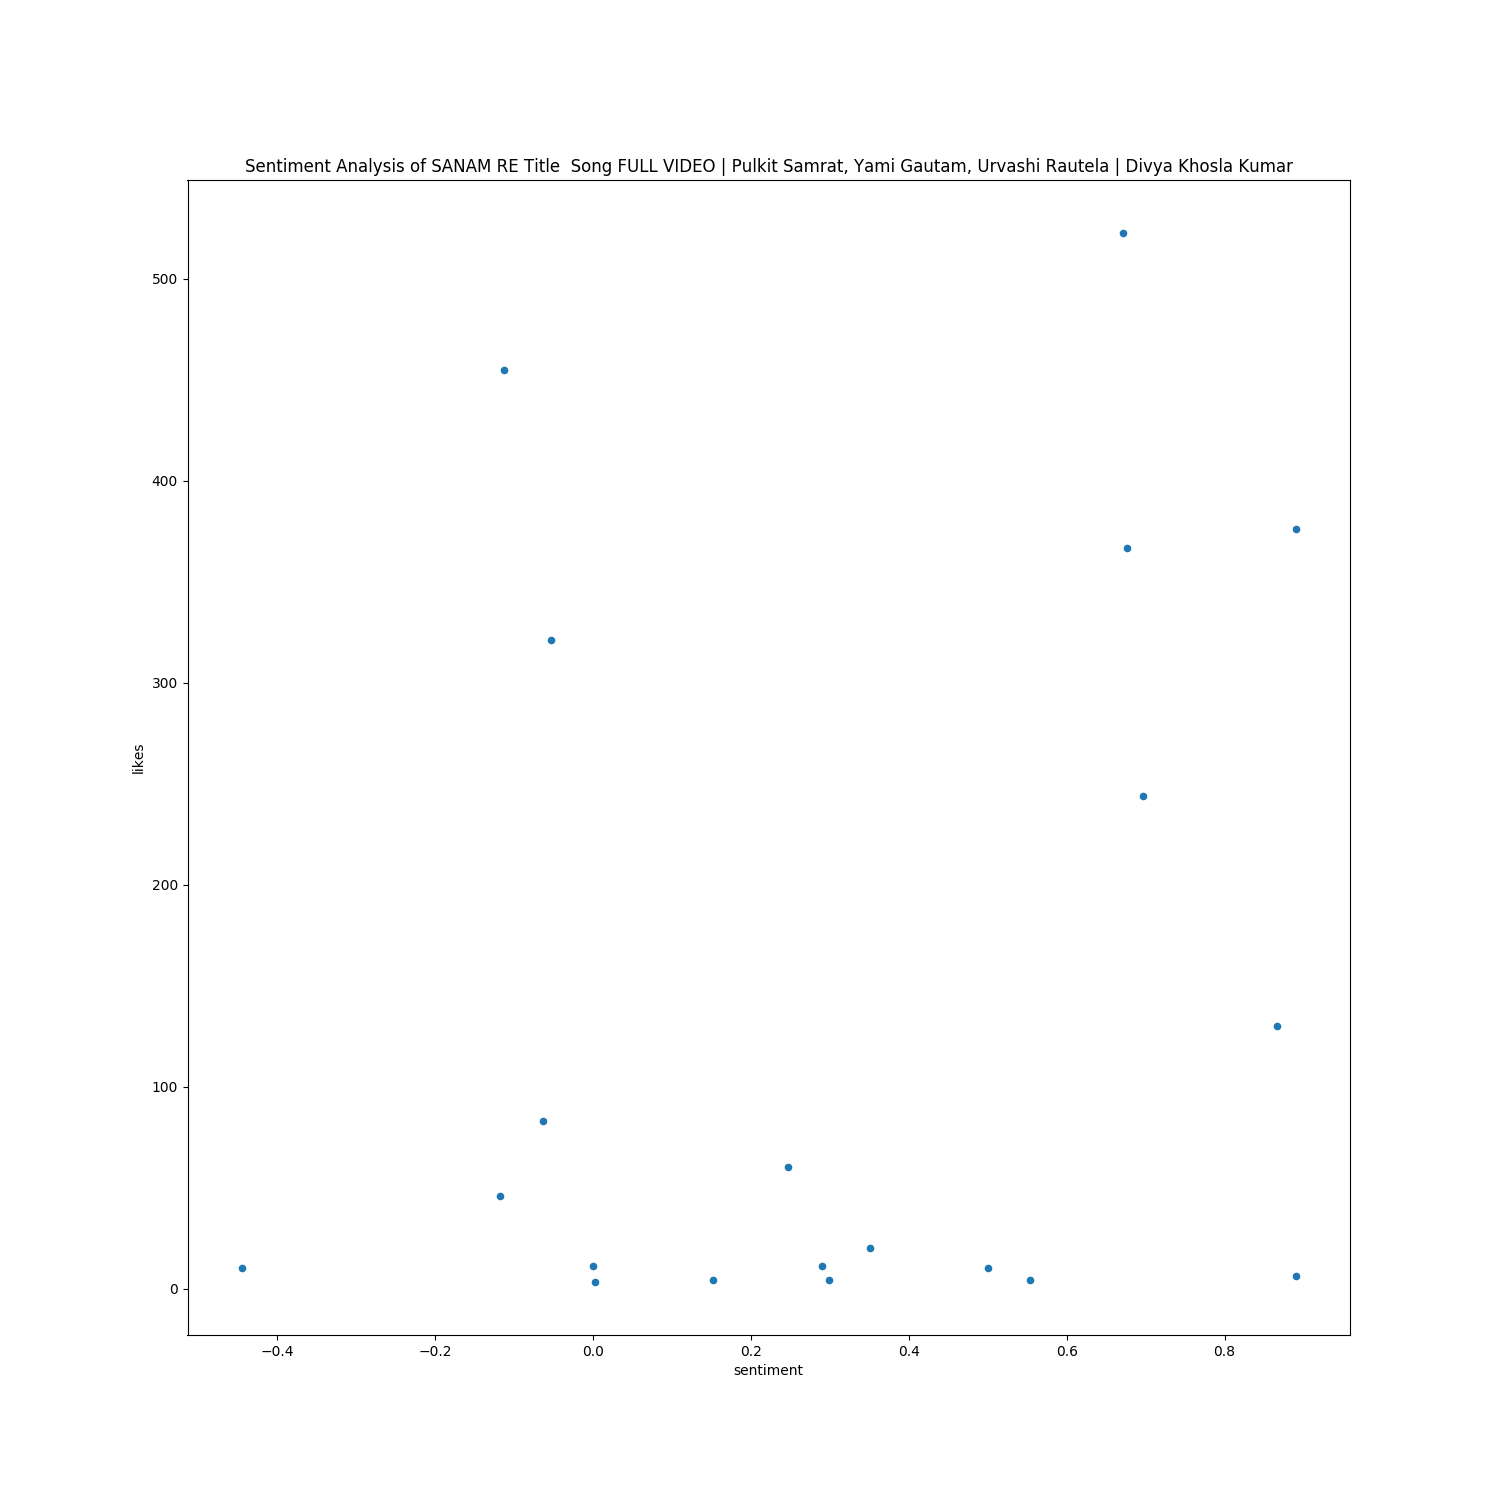 Sentiment Analysis of SANAM RE Title  Song FULL VIDEO | Pulkit Samrat, Yami Gautam, Urvashi Rautela | Divya Khosla Kumar
500
400
300
200
100
0
likes
−0.4 −0.2 0.0 0.2 0.4 0.6 0.8
sentiment